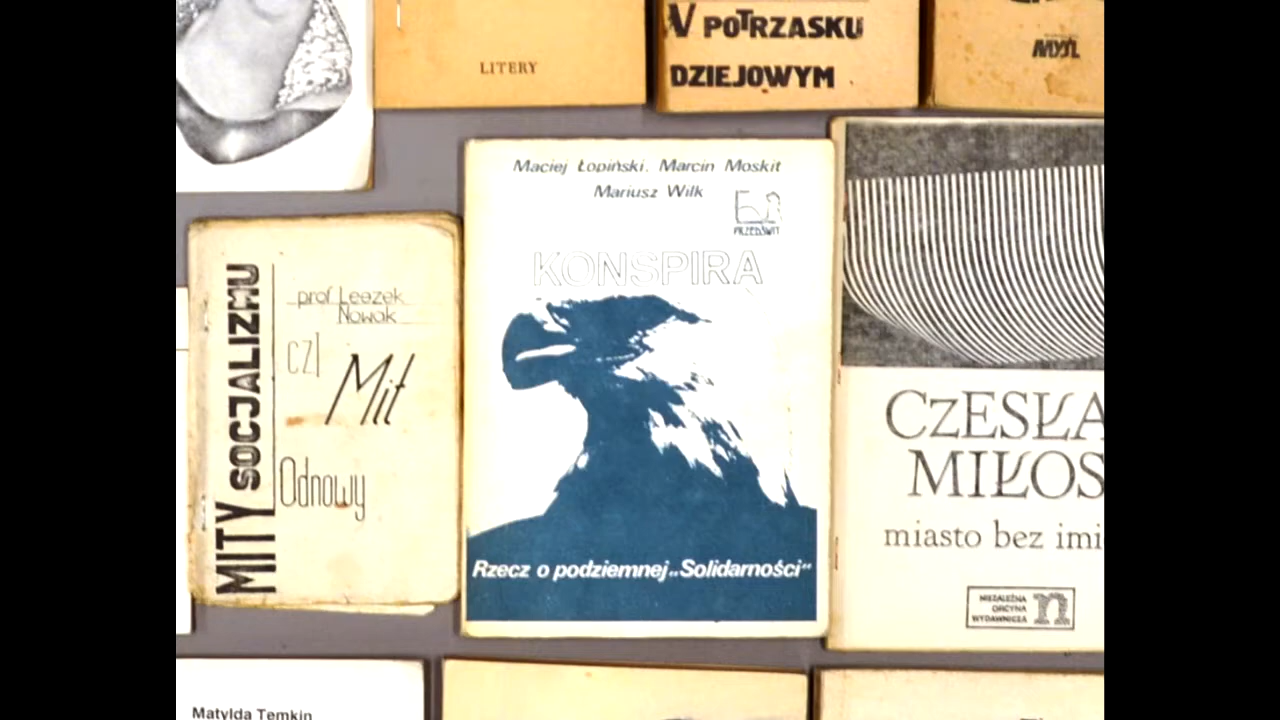 LITERY
W POTRZASKU
DZIEJOWYM
MYŚL
Maciej Łopiński, Marcin Moskit
Mariusz Wilk
PRZEDŚWIT
KONSPIRA
Rzecz o podziemnej „Solidarności“
MITY SOCJALIZMU
prof Leszek
Nowak
cz I
Mit
Odnowy
CZESŁA
MIŁOS
miasto bez imi
NIEZALEŻNA
OFICYNA
WYDAWNICZA
n
Matylda Temkin